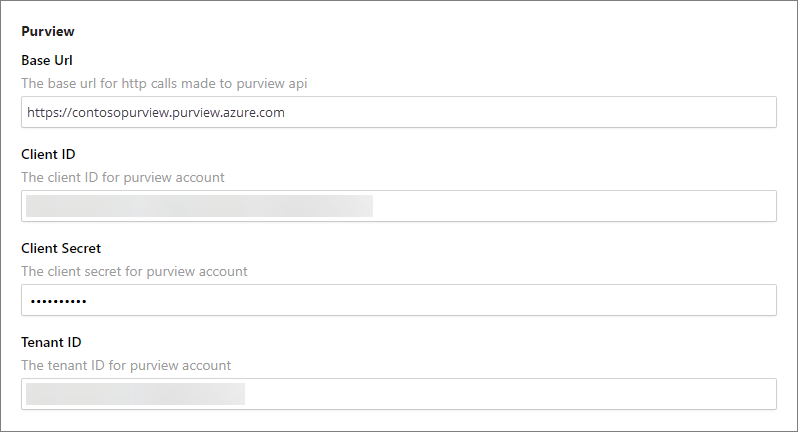 Purview
Base Url
The base url for http calls made to purview api
https://contosopurview.purview.azure.com
Client ID
The client ID for purview account
Client Secret
The client secret for purview account
••••••••••
Tenant ID
The tenant ID for purview account